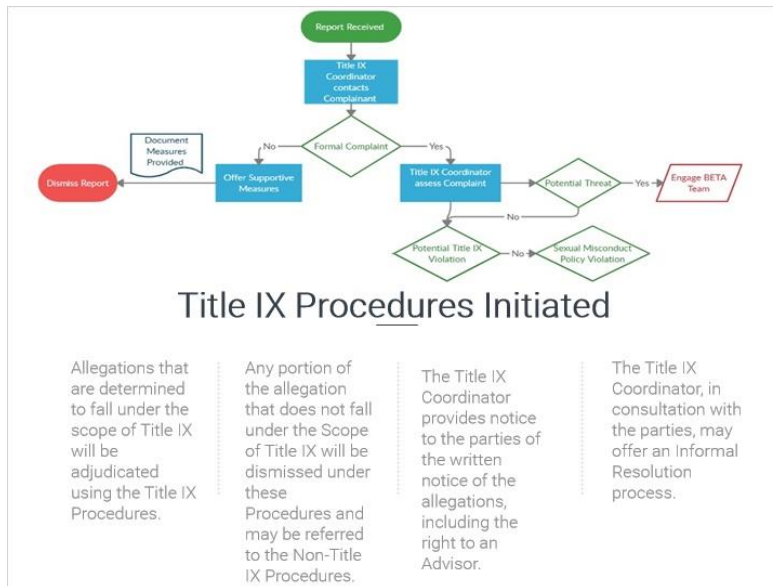 Report Received
Title IX
Coordinator
contacts
Complainant
Document
Measures
Provided
No
Formal Complaint
Yes
Dismiss Report
Offer Supportive
Measures
Title IX Coordinator
assess Complaint
Potential Threat
Yes
Engage BETA
Team
No
Potential Title IX
Violation
No
Sexual Misconduct
Policy Violation
Title IX Procedures Initiated
Allegations that
are determined
to fall under the
scope of Title IX
will be
adjudicated
using the Title IX
Procedures.
Any portion of
the allegation
that does not fall
under the Scope
of Title IX will be
dismissed under
these
Procedures and
may be referred
to the Non-Title
IX Procedures.
The Title IX
Coordinator
provides notice
to the parties of
the written
notice of the
allegations,
including the
right to an
Advisor.
The Title IX
Coordinator, in
consultation with
the parties, may
offer an Informal
Resolution
process.